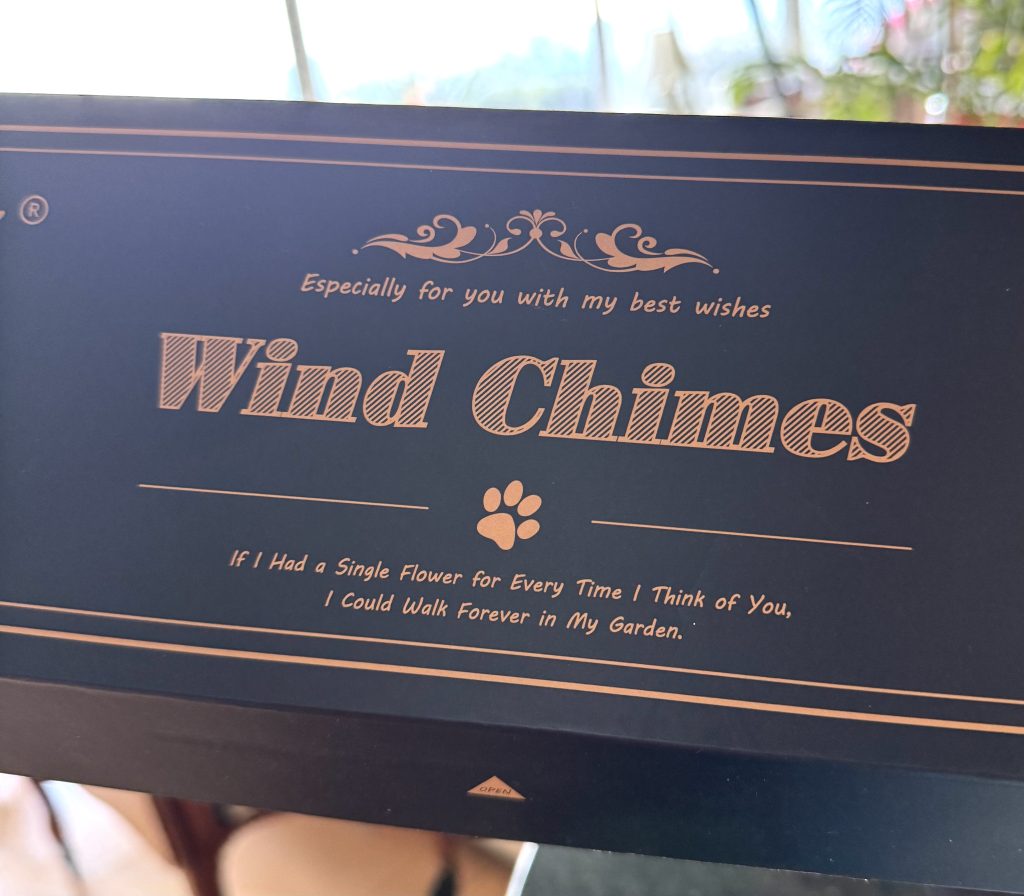 ®
Especially for you with my best wishes
Wind Chimes
If I Had a Single Flower for Every Time I Think of You,
I Could Walk Forever in My Garden.
OPEN